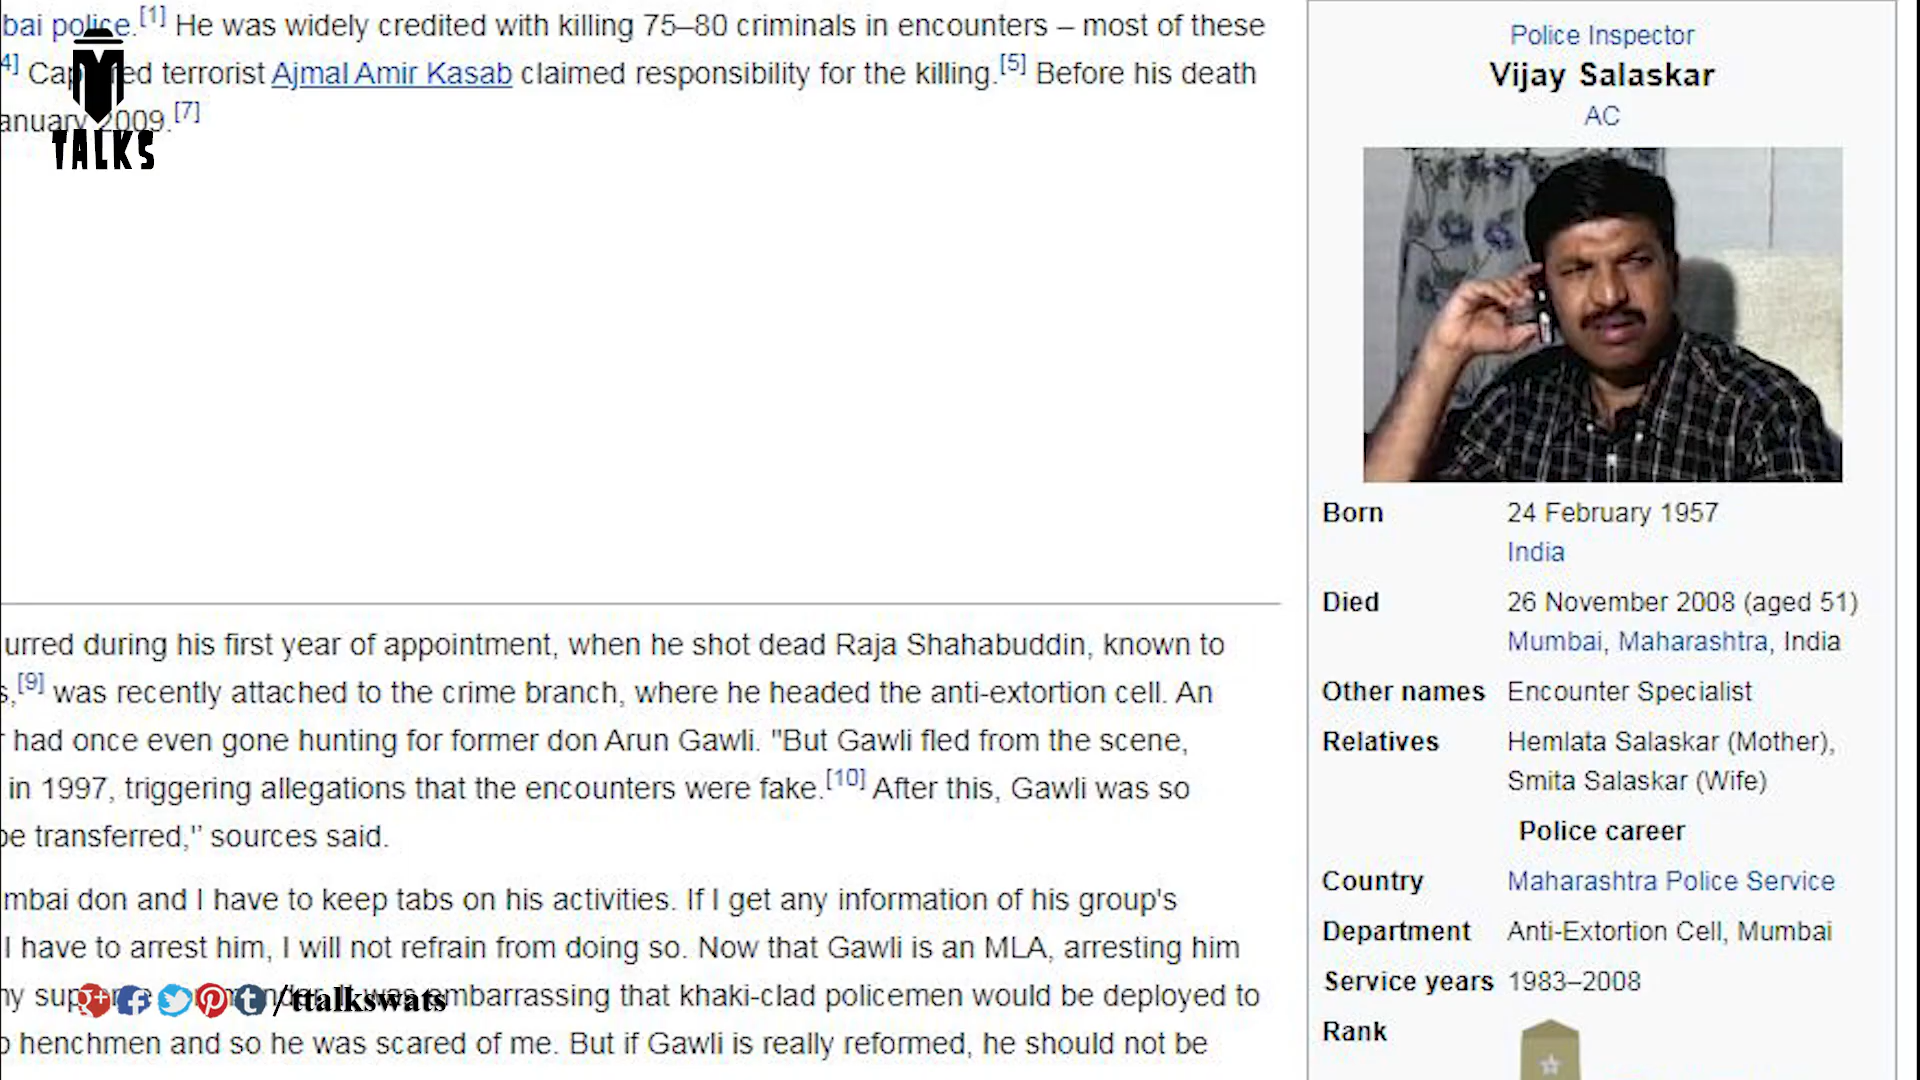 bai police.[1] He was widely credited with killing 75–80 criminals in encounters – most of these
4] Captured terrorist Ajmal Amir Kasab claimed responsibility for the killing.[5] Before his death
anuary 2009.[7]
TALKS
urred during his first year of appointment, when he shot dead Raja Shahabuddin, known to
s,[9] was recently attached to the crime branch, where he headed the anti-extortion cell. An
r had once even gone hunting for former don Arun Gawli. "But Gawli fled from the scene,
in 1997, triggering allegations that the encounters were fake.[10] After this, Gawli was so
be transferred," sources said.
mbai don and I have to keep tabs on his activities. If I get any information of his group's
I have to arrest him, I will not refrain from doing so. Now that Gawli is an MLA, arresting him
embarrassing that khaki-clad policemen would be deployed to
/ttalkswats
o henchmen and so he was scared of me. But if Gawli is really reformed, he should not be
Police Inspector
Vijay Salaskar
AC
Born 24 February 1957
India
Died 26 November 2008 (aged 51)
Mumbai, Maharashtra, India
Other names Encounter Specialist
Relatives Hemlata Salaskar (Mother),
Smita Salaskar (Wife)
Police career
Country Maharashtra Police Service
Department Anti-Extortion Cell, Mumbai
Service years 1983–2008
Rank